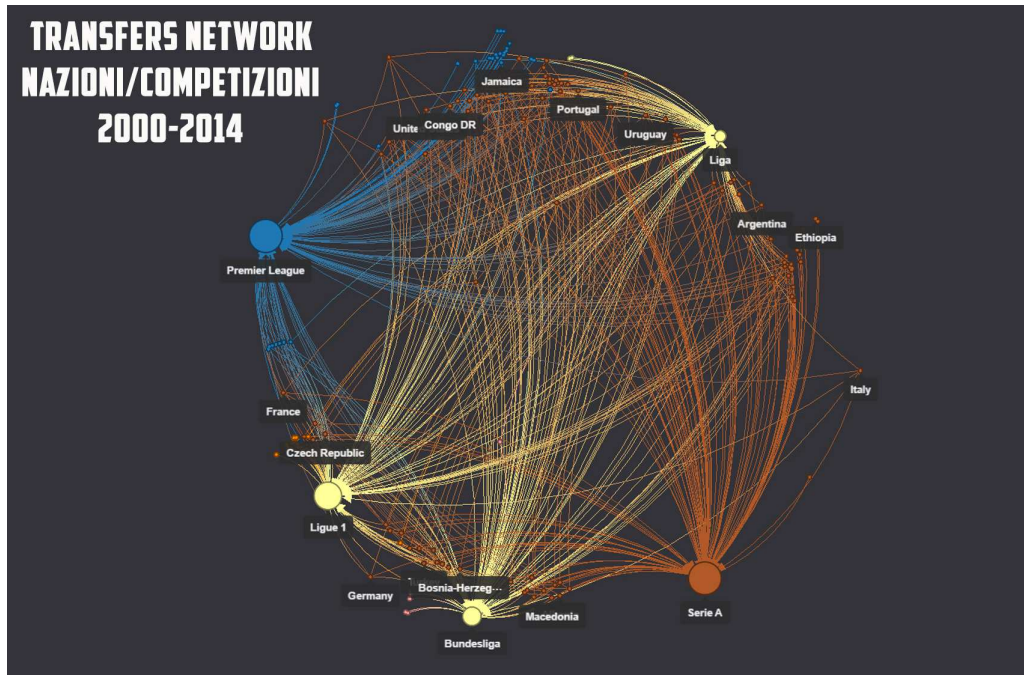 TRANSFERS NETWORK
NAZIONI/COMPETIZIONI
2000-2014
Jamaica
Portugal
Unite
Congo DR
Uruguay
Liga
Argentina
Ethiopia
Premier League
Italy
France
Czech Republic
Ligue 1
Bosnia-Herzeg...
Germany
Macedonia
Serie A
Bundesliga